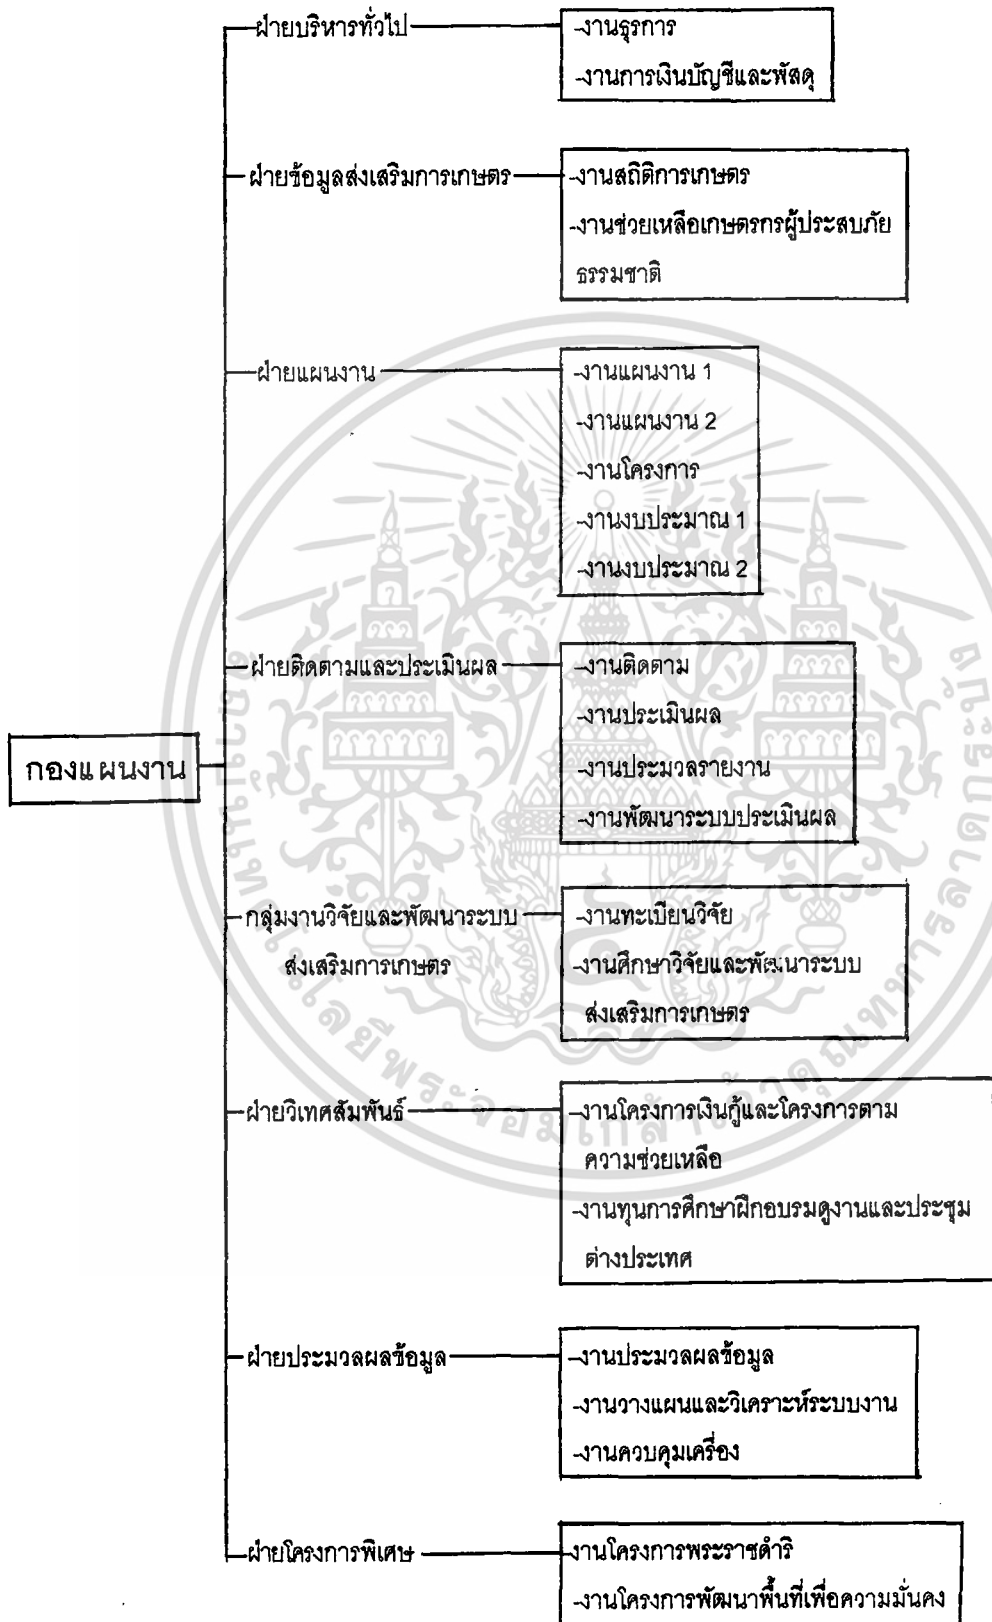 ฝ่ายบริหารทั่วไป
-งานธุรการ
-งานการเงินบัญชีและพัสดุ
ฝ่ายข้อมูลส่งเสริมการเกษตร
-งานสถิติการเกษตร
-งานช่วยเหลือเกษตรกรผู้ประสบภัย
ธรรมชาติ
ฝ่ายแผนงาน
-งานแผนงาน 1
-งานแผนงาน 2
-งานโครงการ
-งานงบประมาณ 1
-งานงบประมาณ 2
ฝ่ายติดตามและประเมินผล
-งานติดตาม
-งานประเมินผล
-งานประมวลรายงาน
-งานพัฒนาระบบประเมินผล
กองแผนงาน
กลุ่มงานวิจัยและพัฒนาระบบ
ส่งเสริมการเกษตร
-งานทะเบียนวิจัย
-งานศึกษาวิจัยและพัฒนาระบบ
ส่งเสริมการเกษตร
ฝ่ายวิเทศสัมพันธ์
-งานโครงการเงินกู้และโครงการตาม
ความช่วยเหลือ
-งานทุนการศึกษาฝึกอบรมดูงานและประชุม
ต่างประเทศ
ฝ่ายประมวลผลข้อมูล
-งานประมวลผลข้อมูล
-งานวางแผนและวิเคราะห์ระบบงาน
-งานควบคุมเครื่อง
ฝ่ายโครงการพิเศษ
งานโครงการพระราชดำริ
-งานโครงการพัฒนาพื้นที่เพื่อความมั่นคง